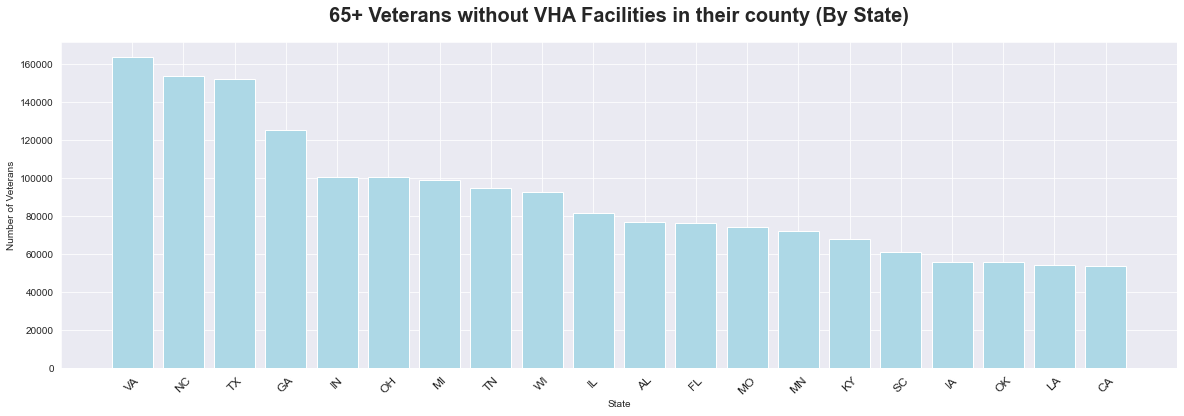 65+ Veterans without VHA Facilities in their county (By State)
Number of Veterans
160000
140000
120000
100000
80000
60000
40000
20000
0
VA NC TX GA IN OH MI TN WI IL AL FL MO MN KY SC IA OK LA CA
State